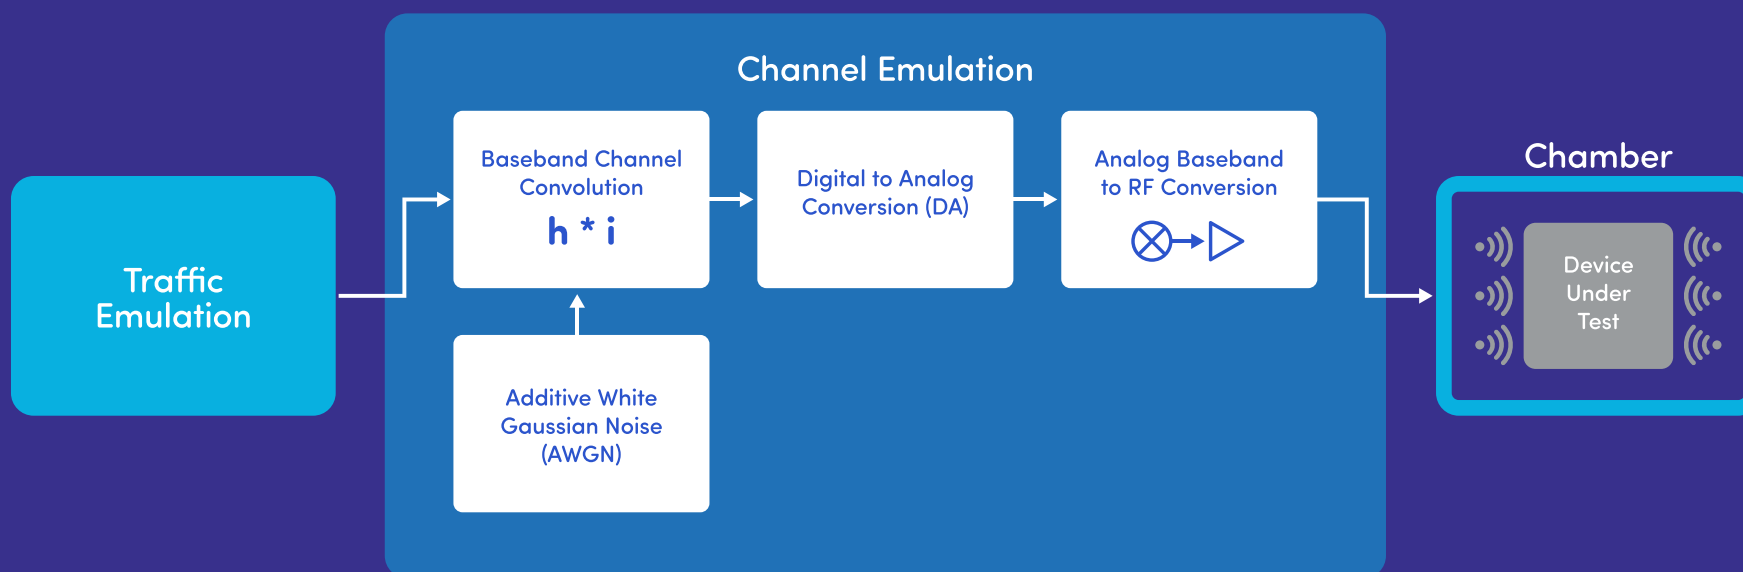 Channel Emulation
Traffic
Emulation
Baseband Channel
Convolution
h * i
Digital to Analog
Conversion (DA)
Analog Baseband
to RF Conversion
Additive White
Gaussian Noise
(AWGN)
Chamber
Device
Under
Test